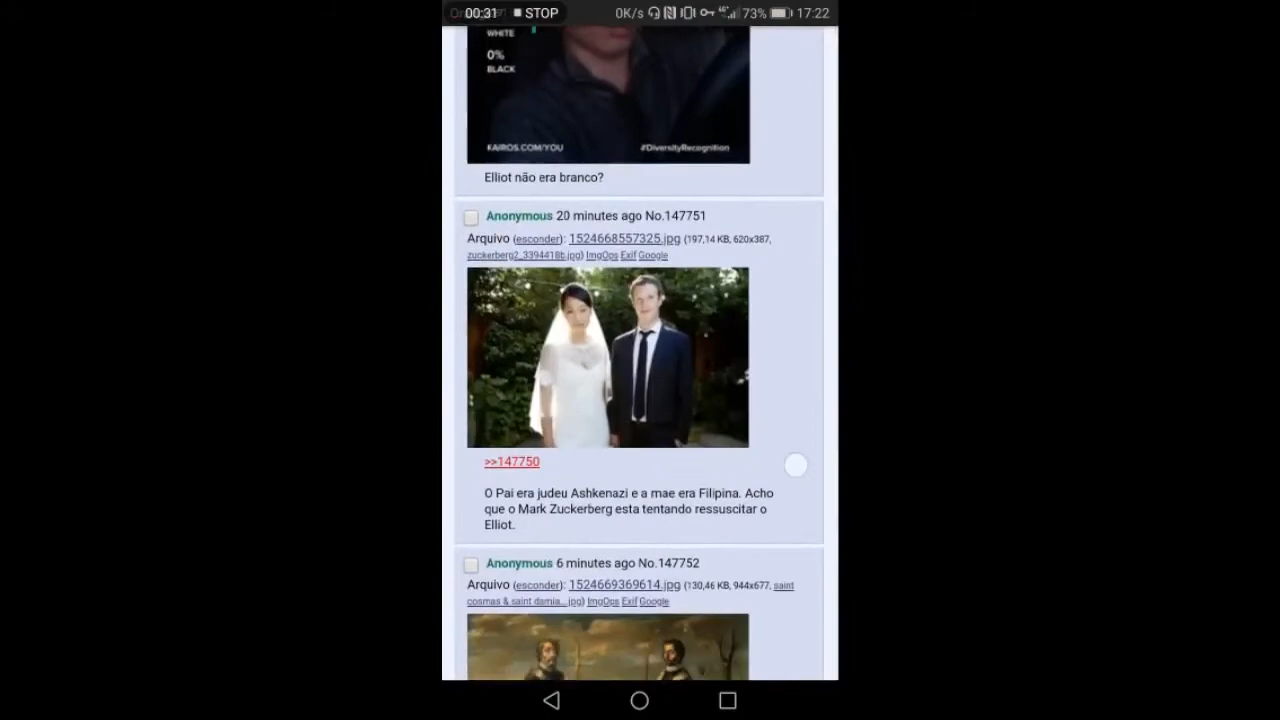 00:31 STOP 0K/s 73% 17:22
WHITE
0%
BLACK
KAIROS.COM/YOU #DiversityRecognition
Elliot não era branco?
Anonymous 20 minutes ago No.147751
Arquivo (esconder): 1524668557325.jpg (197,14 KB, 620x387,
zuckerberg2_3394418b.jpg) ImgOps Exif Google
>>147750
O Pai era judeu Ashkenazi e a mae era Filipina. Acho
que o Mark Zuckerberg esta tentando ressuscitar o
Elliot.
Anonymous 6 minutes ago No.147752
Arquivo (esconder): 1524669369614.jpg (130,46 KB, 944x677, saint
cosmas & saint damia...jpg) ImgOps Exif Google